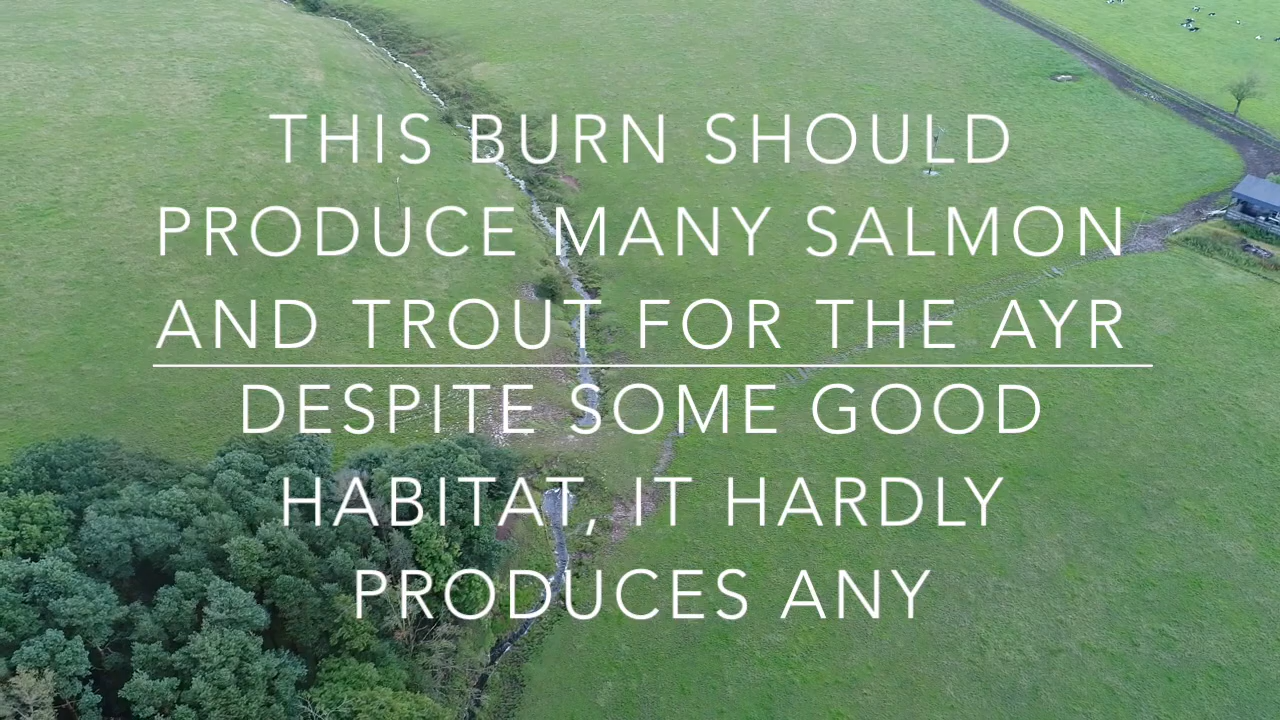 THIS BURN SHOULD
PRODUCE MANY SALMON
AND TROUT FOR THE AYR
DESPITE SOME GOOD
HABITAT, IT HARDLY
PRODUCES ANY